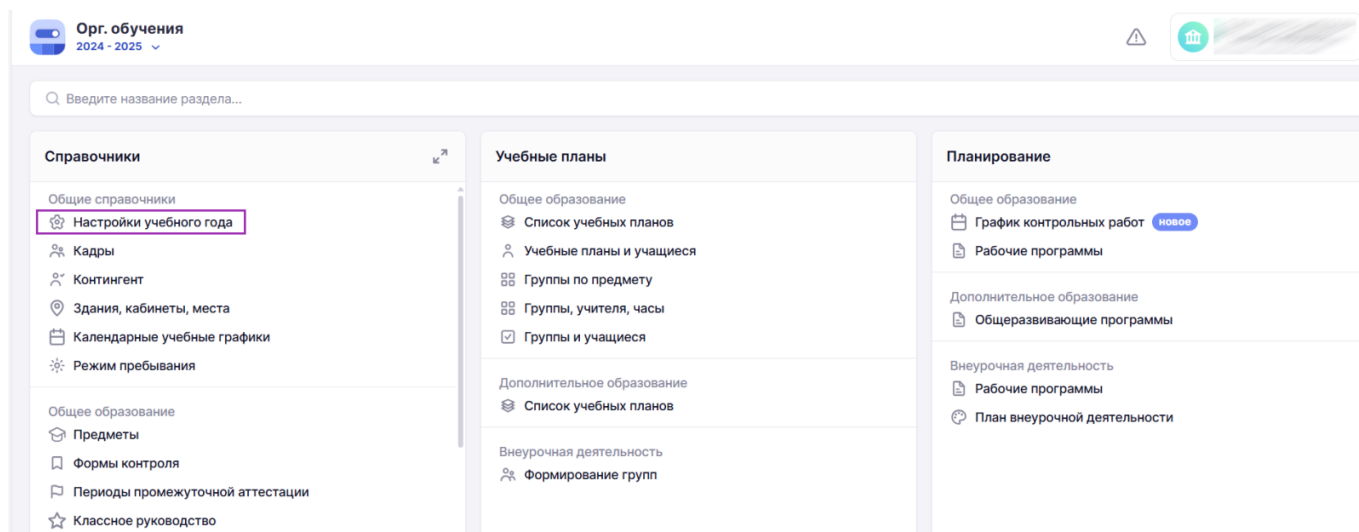 Орг. обучения
2024 - 2025
Введите название раздела...
Справочники
Общие справочники
Настройки учебного года
Кадры
Контингент
Здания, кабинеты, места
Календарные учебные графики
Режим пребывания
Общее образование
Предметы
Формы контроля
Периоды промежуточной аттестации
Классное руководство
Учебные планы
Общее образование
Список учебных планов
Учебные планы и учащиеся
Группы по предмету
Группы, учителя, часы
Группы и учащиеся
Дополнительное образование
Список учебных планов
Внеурочная деятельность
Формирование групп
Планирование
Общее образование
График контрольных работ новое
Рабочие программы
Дополнительное образование
Общеразвивающие программы
Внеурочная деятельность
Рабочие программы
План внеурочной деятельности